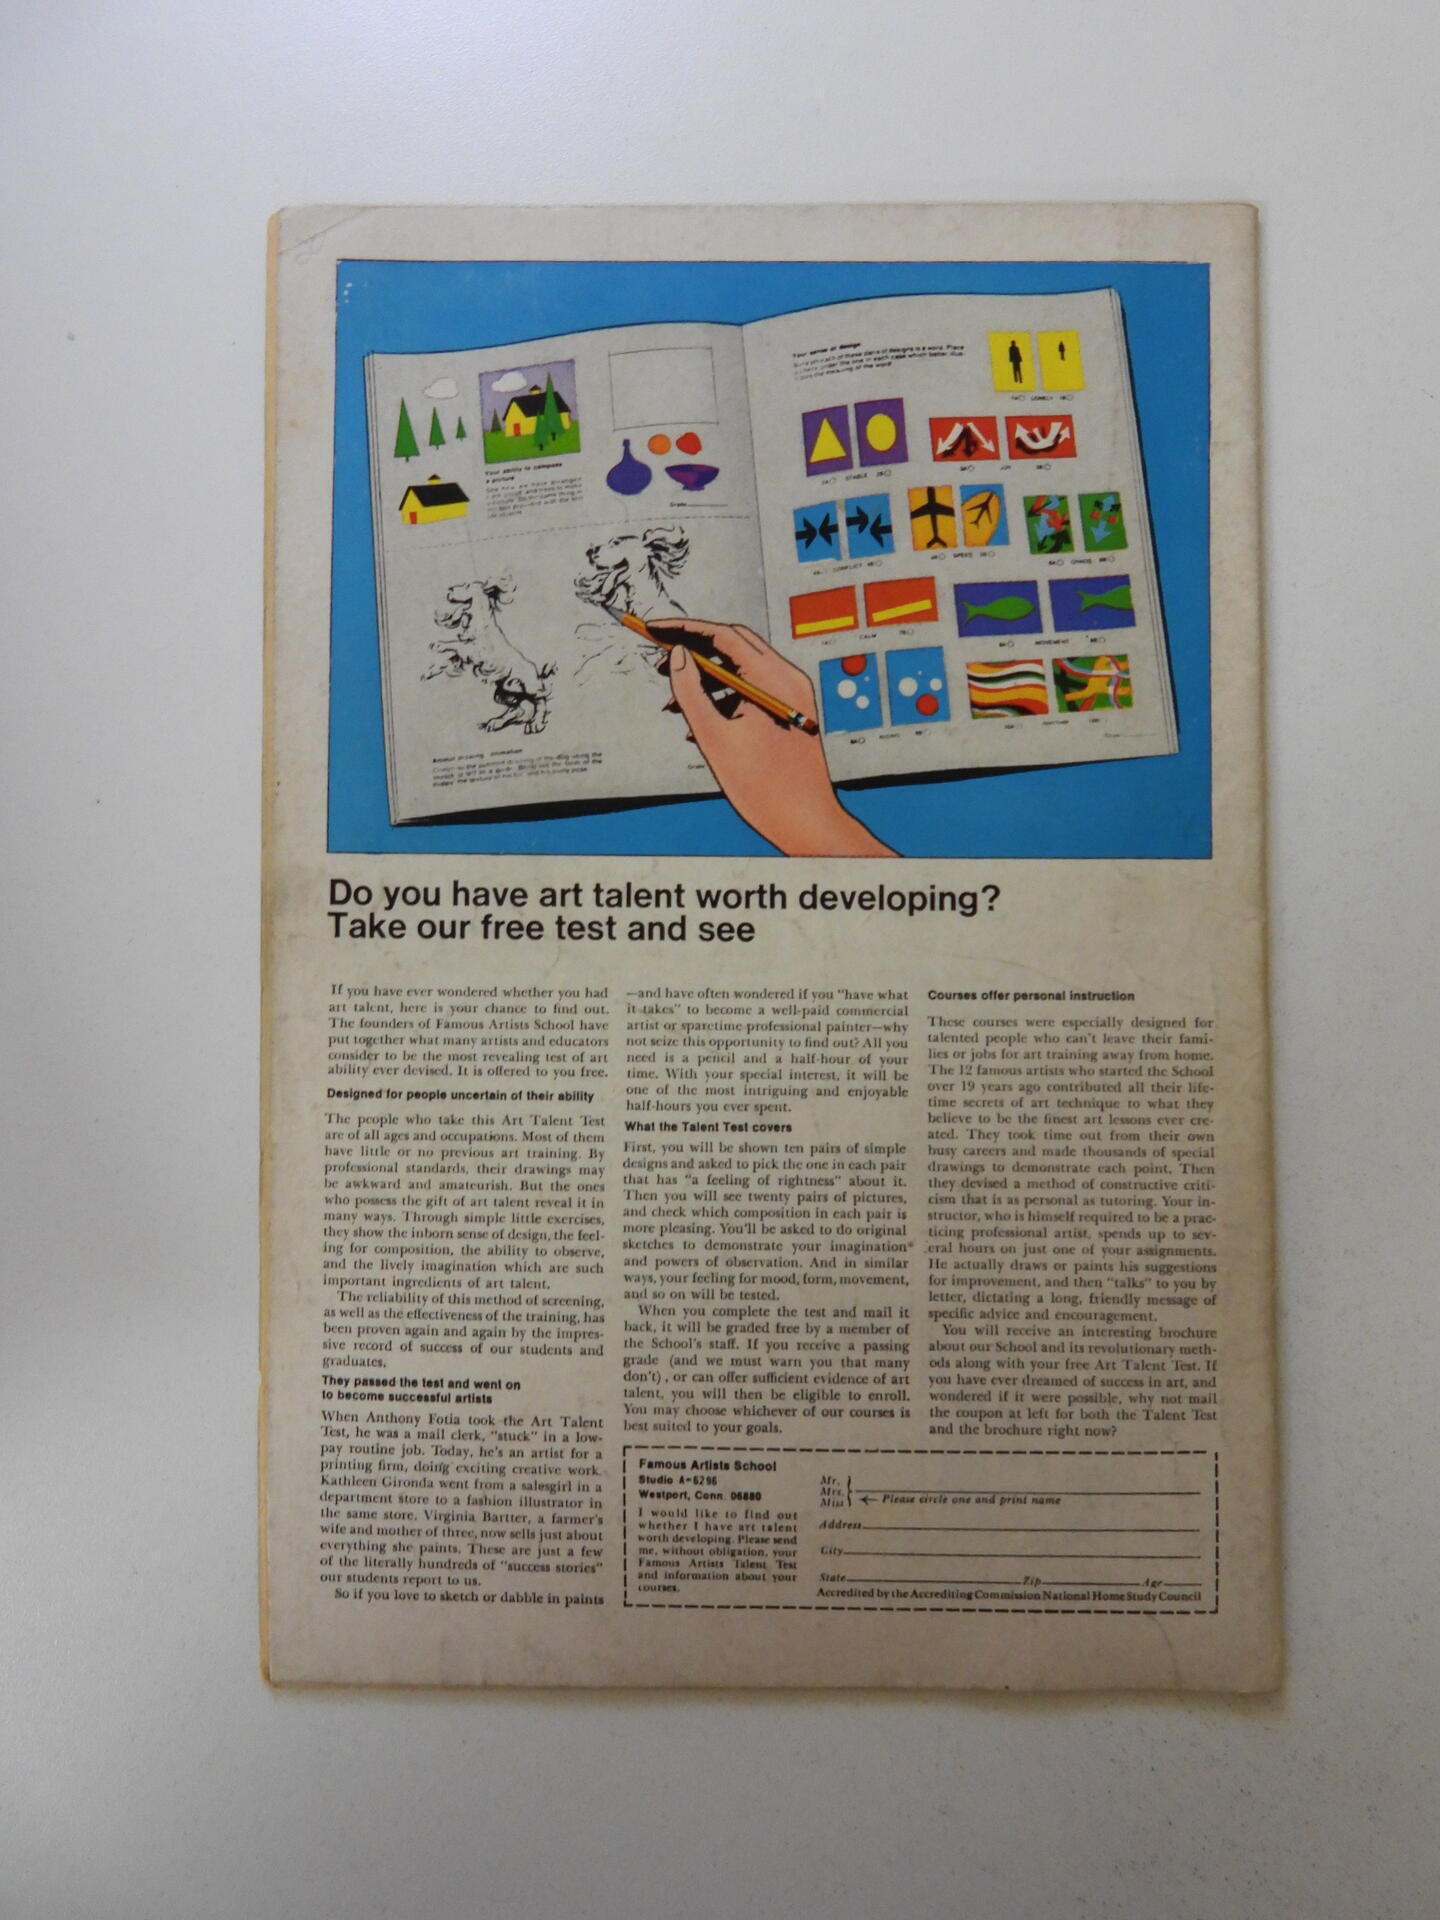 Your sense of design
LONELY
STABLE
JOY
CONFLICT
SPEED
CHAOS
CALM
MOVEMENT
RISING
RHYTHM
Your ability to compose
a picture
Grade
Animal drawing animation
Do you have art talent worth developing?
Take our free test and see
If you have ever wondered whether you had
art talent, here is your chance to find out.
The founders of Famous Artists School have
put together what many artists and educators
consider to be the most revealing test of art
ability ever devised. It is offered to you free.
Designed for people uncertain of their ability
The people who take this Art Talent Test
are of all ages and occupations. Most of them
have little or no previous art training. By
professional standards, their drawings may
be awkward and amateurish. But the ones
who possess the gift of art talent reveal it in
many ways. Through simple little exercises,
they show the inborn sense of design, the feel-
ing for composition, the ability to observe,
and the lively imagination which are such
important ingredients of art talent.
The reliability of this method of screening,
as well as the effectiveness of the training, has
been proven again and again by the impres-
sive record of success of our students and
graduates.
They passed the test and went on
to become successful artists
When Anthony Fotia took the Art Talent
Test, he was a mail clerk, "stuck" in a low-
pay routine job. Today, he's an artist for a
printing firm, doing exciting creative work.
Kathleen Gironda went from a salesgirl in a
department store to a fashion illustrator in
the same store. Virginia Bartter, a farmer's
wife and mother of three, now sells just about
everything she paints. These are just a few
of the literally hundreds of "success stories"
our students report to us.
So if you love to sketch or dabble in paints
—and have often wondered if you "have what
it takes" to become a well-paid commercial
artist or sparetime professional painter—why
not seize this opportunity to find out? All you
need is a pencil and a half-hour of your
time. With your special interest, it will be
one of the most intriguing and enjoyable
half-hours you ever spent.
What the Talent Test covers
First, you will be shown ten pairs of simple
designs and asked to pick the one in each pair
that has "a feeling of rightness" about it.
Then you will see twenty pairs of pictures,
and check which composition in each pair is
more pleasing. You'll be asked to do original
sketches to demonstrate your imagination
and powers of observation. And in similar
ways, your feeling for mood, form, movement,
and so on will be tested.
When you complete the test and mail it
back, it will be graded free by a member of
the School's staff. If you receive a passing
grade (and we must warn you that many
don't), or can offer sufficient evidence of art
talent, you will then be eligible to enroll.
You may choose whichever of our courses is
best suited to your goals.
Courses offer personal instruction
These courses were especially designed for
talented people who can't leave their fami-
lies or jobs for art training away from home.
The 12 famous artists who started the School
over 19 years ago contributed all their life-
time secrets of art technique to what they
believe to be the finest art lessons ever cre-
ated. They took time out from their own
busy careers and made thousands of special
drawings to demonstrate each point. Then
they devised a method of constructive criti-
cism that is as personal as tutoring. Your in-
structor, who is himself required to be a prac-
ticing professional artist, spends up to sev-
eral hours on just one of your assignments.
He actually draws or paints his suggestions
for improvement, and then "talks" to you by
letter, dictating a long, friendly message of
specific advice and encouragement.
You will receive an interesting brochure
about our School and its revolutionary meth-
ods along with your free Art Talent Test. If
you have ever dreamed of success in art, and
wondered if it were possible, why not mail
the coupon at left for both the Talent Test
and the brochure right now?
Famous Artists School
Studio A-6296
Westport, Conn. 06880
I would like to find out
whether I have art talent
worth developing. Please send
me, without obligation, your
Famous Artists Talent Test
and information about your
courses.
Mr.
Mrs.
Miss
Please circle one and print name
Address
City
State Zip Age
Accredited by the Accrediting Commission National Home Study Council